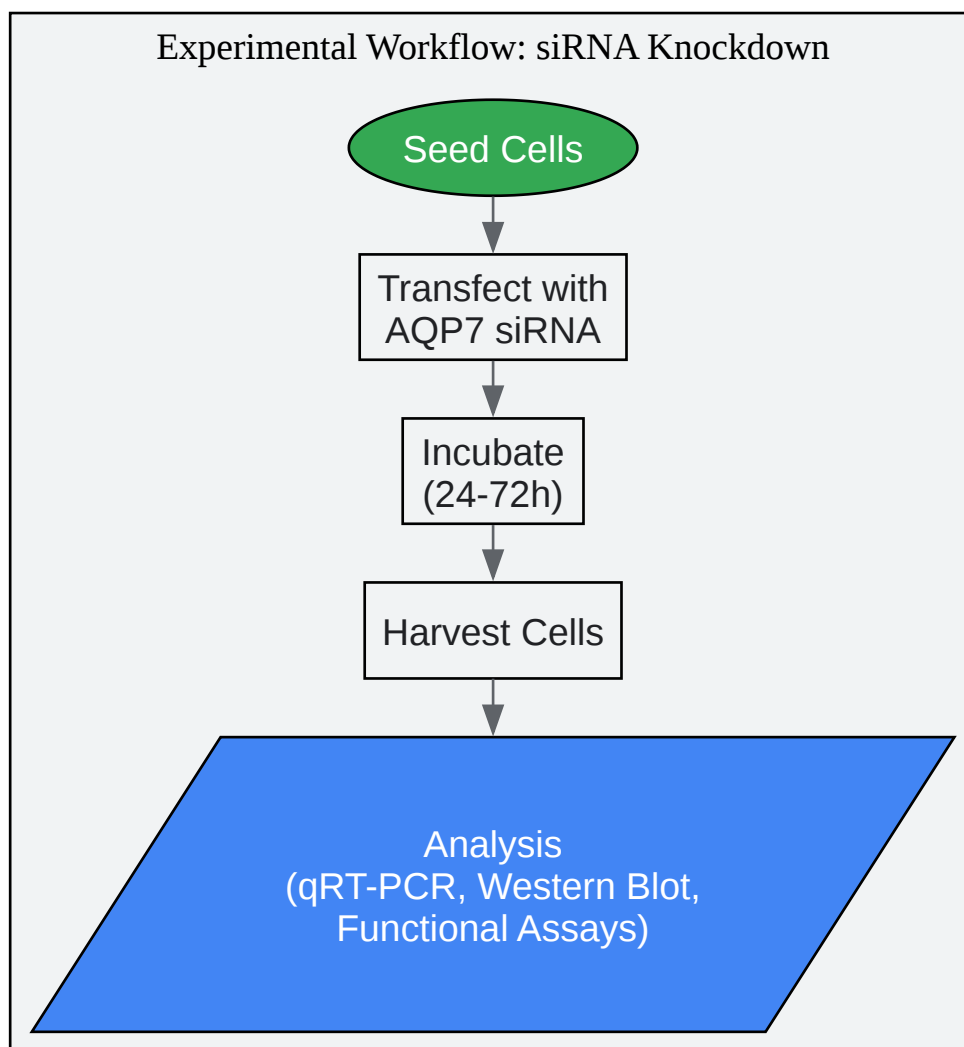 Experimental Workflow: siRNA Knockdown
Seed Cells
Transfect with
AQP7 siRNA
Incubate
(24-72h)
Harvest Cells
Analysis
(qRT-PCR, Western Blot,
Functional Assays)